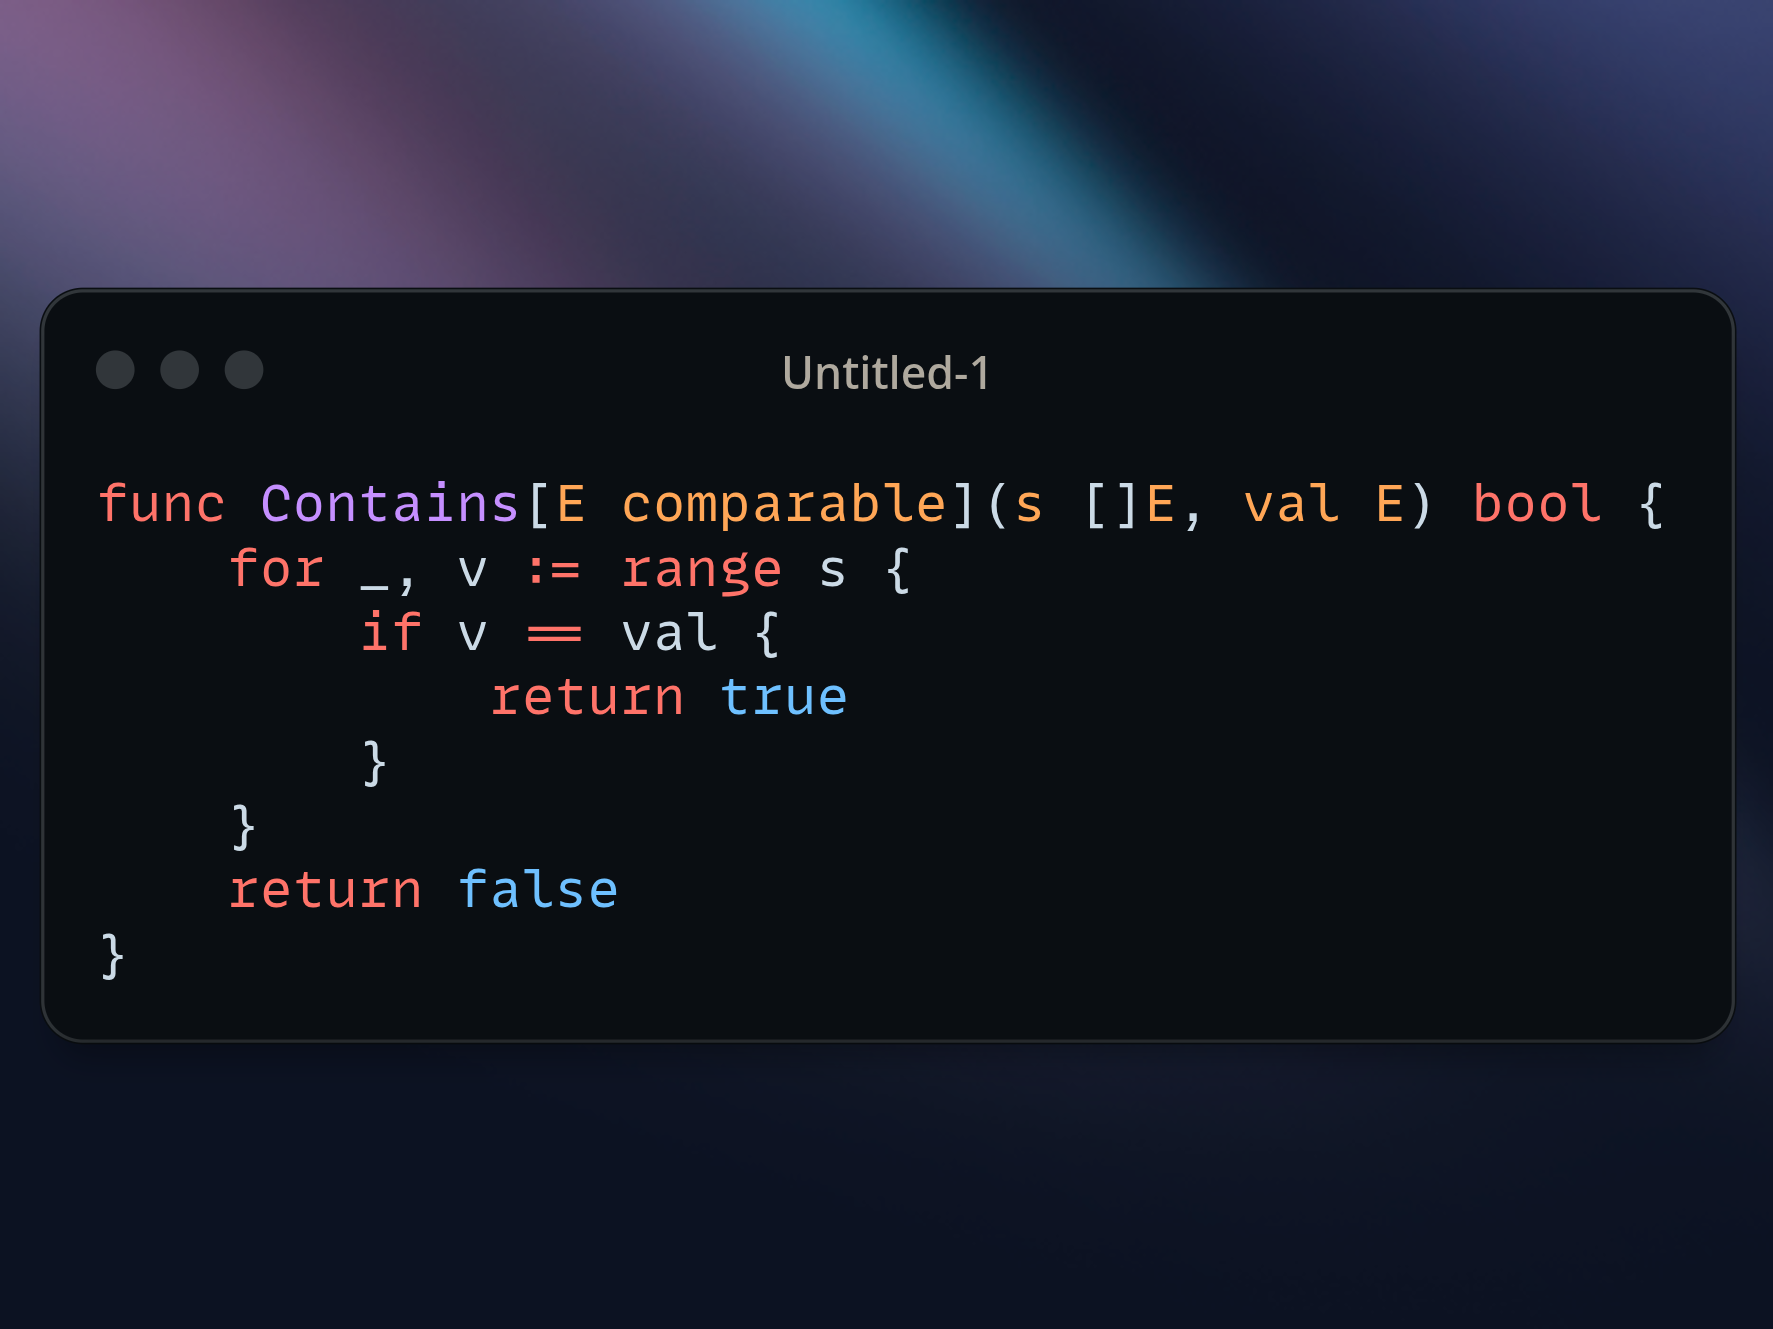 Untitled-1
func Contains[E comparable](s []E, val E) bool {
    for _, v := range s {
        if v == val {
            return true
        }
    }
    return false
}